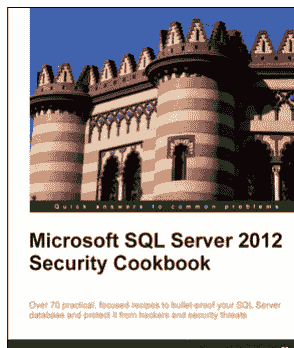 Quick answers to common problems
Microsoft SQL Server 2012
Security Cookbook
Over 70 practical, focused recipes to bullet-proof your SQL Server
database and protect it from hackers and security threats